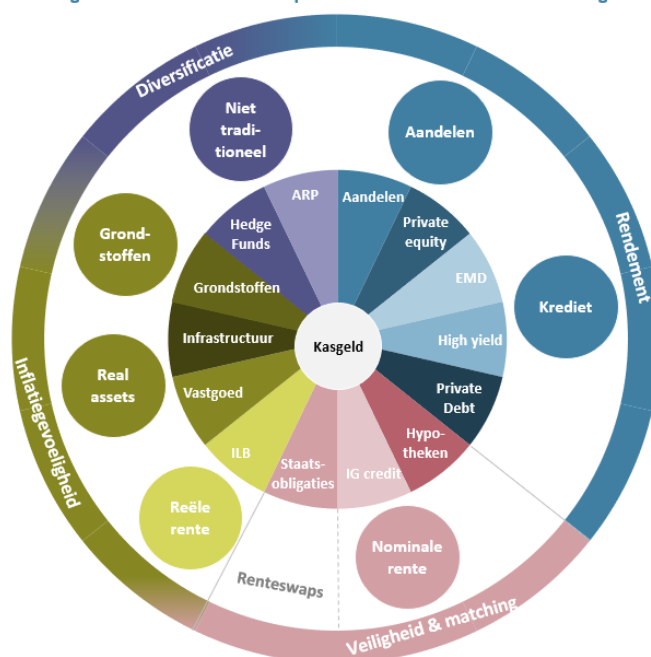 Diversificatie
Niet
tradi-
tioneel
Aandelen
Rendement
Grond-
stoffen
Krediet
Real
assets
Inflatiegevoeligheid
Reële
rente
Nominale
rente
Renteswaps
Veiligheid & matching
ARP
Aandelen
Hedge
Funds
Private
equity
Grondstoffen
EMD
Infrastructuur
Kasgeld
High yield
Vastgoed
Private
Debt
ILB
Hypo-
theken
Staats-
obligaties
IG credit